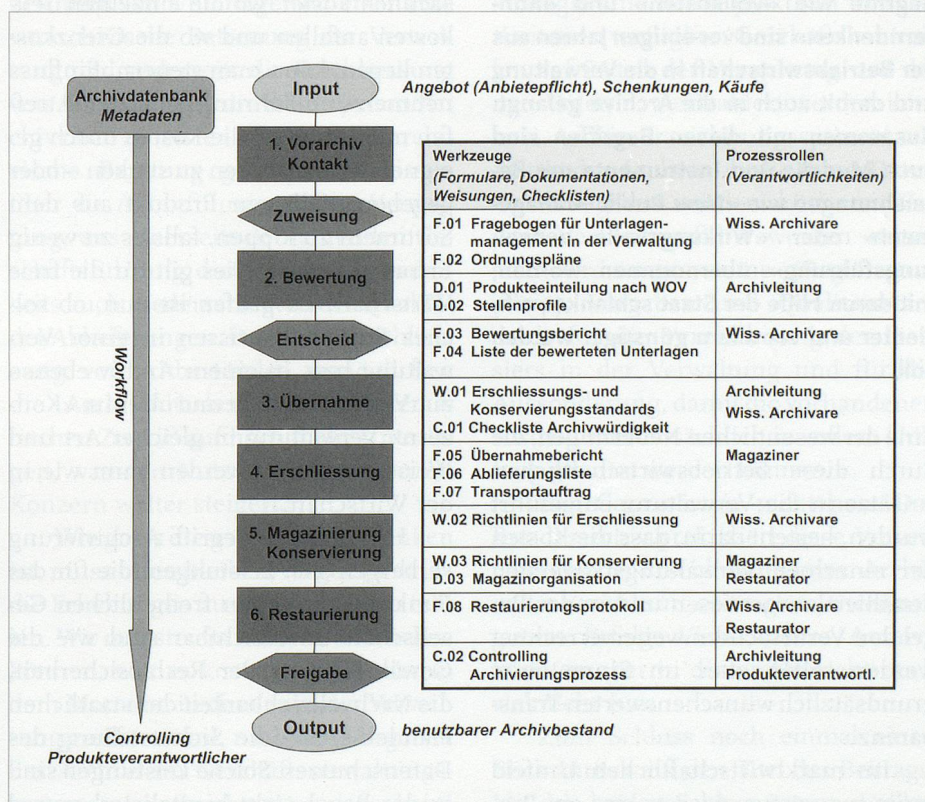 Archivdatenbank
Metadaten
Input
Angebot (Anbietepflicht), Schenkungen, Käufe
1. Vorarchiv
Kontakt
Zuweisung
2. Bewertung
Entscheid
3. Übernahme
4. Erschliessung
5. Magazinierung
Konservierung
6. Restaurierung
Freigabe
Output
benutzbarer Archivbestand
Workflow
Controlling
Produkteverantwortlicher
Werkzeuge
(Formulare, Dokumentation,
Weisungen, Checklisten)
Prozessrollen
(Verantwortlichkeiten)
F.01 Fragebogen für Unterlagen-
management in der Verwaltung
F.02 Ordnungspläne
Wiss. Archivare
D.01 Produkteeinteilung nach WOV
D.02 Stellenprofile
Archivleitung
F.03 Bewertungsbericht
F.04 Liste der bewerteten Unterlagen
Wiss. Archivare
W.01 Erschliessungs-,
Konservierungsstandards
C.01 Checkliste Archivwürdigkeit
Archivleitung
Wiss. Archivare
F.05 Übernahmebericht
F.06 Ablieferungsliste
F.07 Transportauftrag
Magaziner
W.02 Richtlinien für Erschliessung
Wiss. Archivare
W.03 Richtlinien für Konservierung
D.03 Magazinorganisation
Magaziner
Restaurator
F.08 Restaurierungsprotokoll
Wiss. Archivare
Restaurator
C.02 Controlling
Archivierungsprozess
Archivleitung
Produkteverantwortl.